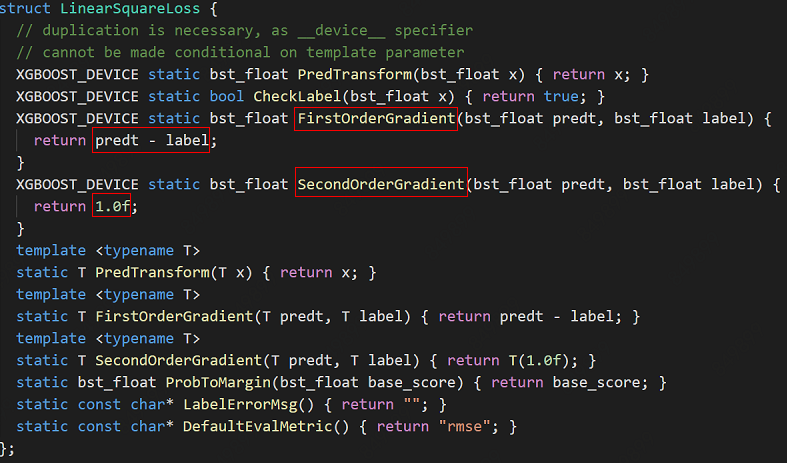 struct LinearSquareLoss {
// duplication is necessary, as __device__ specifier
// cannot be made conditional on template parameter
XGBOOST_DEVICE static bst_float PredTransform(bst_float x) { return x; }
XGBOOST_DEVICE static bool CheckLabel(bst_float x) { return true; }
XGBOOST_DEVICE static bst_float FirstOrderGradient(bst_float predt, bst_float label) {
return predt - label;
}
XGBOOST_DEVICE static bst_float SecondOrderGradient(bst_float predt, bst_float label) {
return 1.0f;
}
template <typename T>
static T PredTransform(T x) { return x; }
template <typename T>
static T FirstOrderGradient(T predt, T label) { return predt - label; }
template <typename T>
static T SecondOrderGradient(T predt, T label) { return T(1.0f); }
static bst_float ProbToMargin(bst_float base_score) { return base_score; }
static const char* LabelErrorMsg() { return ""; }
static const char* DefaultEvalMetric() { return "rmse"; }
};